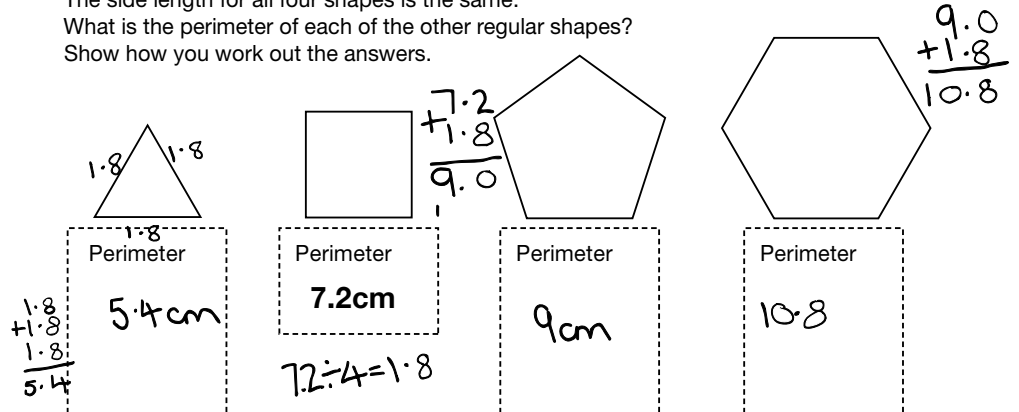 The side length for all four shapes is the same.
What is the perimeter of each of the other regular shapes?
Show how you work out the answers.
9.0
+1.8
10.8
7.2
+1.8
9.0
1
1.8
1.8
1.8
Perimeter
5.4cm
1.8
+1.8
1.8
5.4
Perimeter
7.2cm
7.2÷4=1.8
Perimeter
9cm
Perimeter
10.8